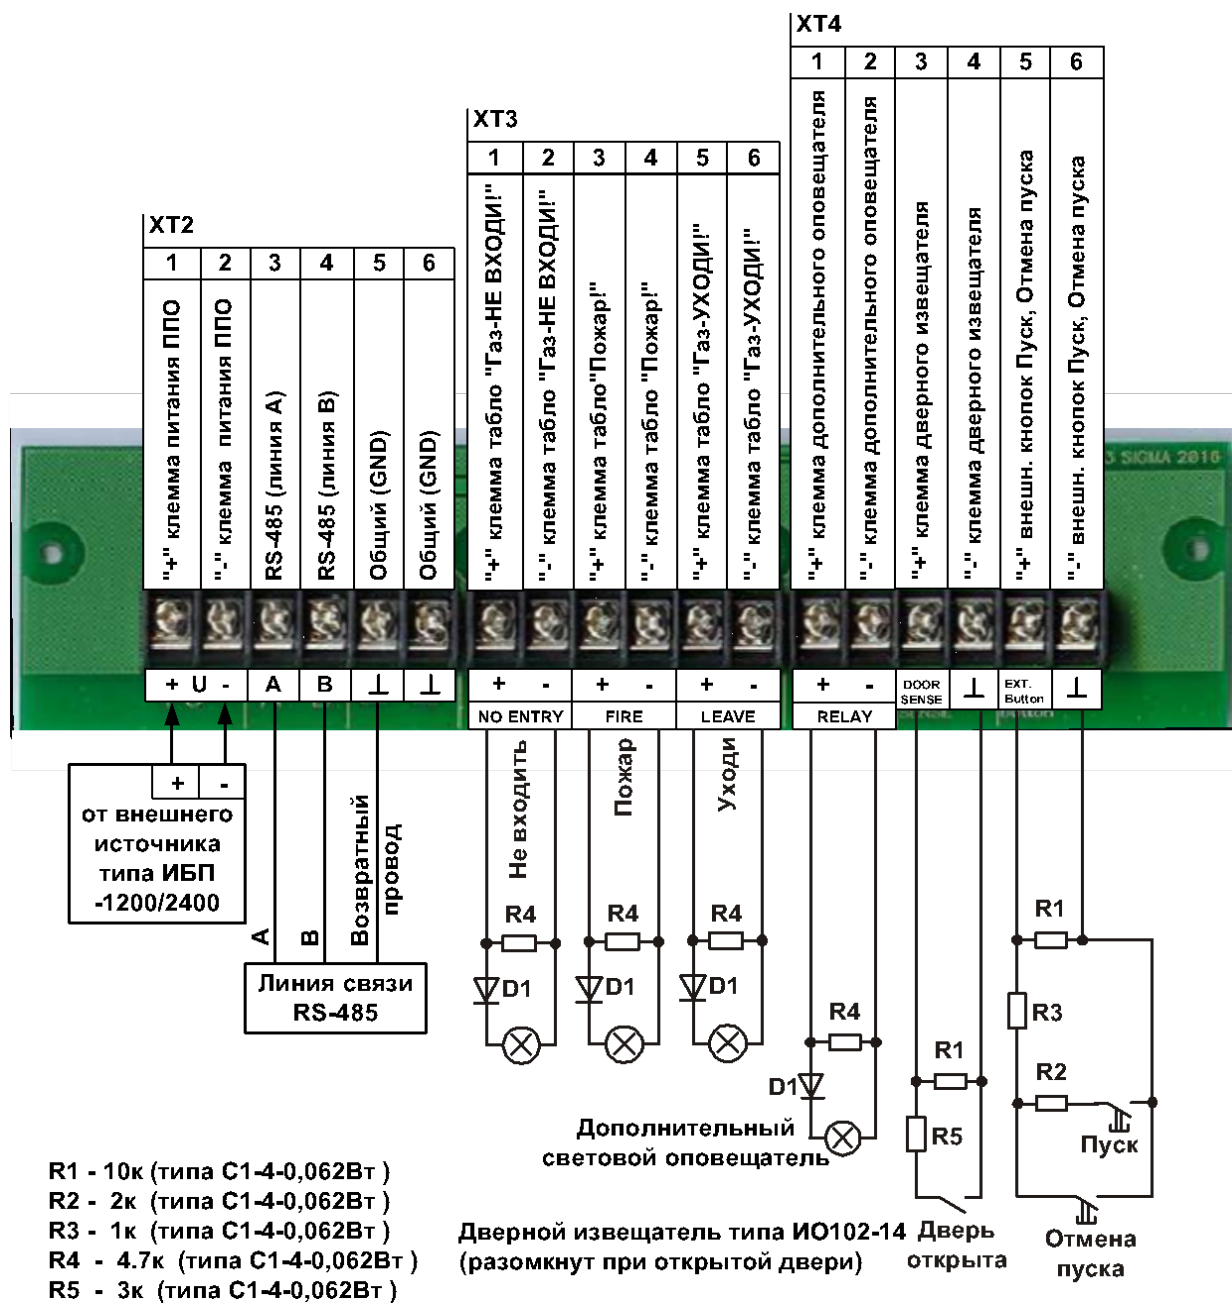 XT4
1 2 3 4 5 6
"+" клемма дополнительного оповещателя
"-" клемма дополнительного оповещателя
"+" клемма дверного извещателя
"-" клемма дверного извещателя
"+" внешн. кнопок Пуск, Отмена пуска
"-" внешн. кнопок Пуск, Отмена пуска
XT3
1 2 3 4 5 6
"+" клемма табло "Газ-НЕ ВХОДИ!"
"-" клемма табло "Газ-НЕ ВХОДИ!"
"+" клемма табло"Пожар!"
"-" клемма табло "Пожар!"
"+" клемма табло "Газ-УХОДИ!"
"-" клемма табло "Газ-УХОДИ!"
XT2
1 2 3 4 5 6
"+" клемма питания ППО
"-" клемма питания ППО
RS-485 (линия А)
RS-485 (линия В)
Общий (GND)
Общий (GND)
3 SIGMA 2016
+ U - A B
+ - + - + -
NO ENTRY FIRE LEAVE
+ -
RELAY
DOOR
SENSE
EXT.
Button
+ -
от внешнего
источника
типа ИБП
-1200/2400
A
B
Возвратный
провод
Линия связи
RS-485
Не входить
Пожар
Уходи
R4 R4 R4
D1 D1 D1
R4
D1
Дополнительный
световой оповещатель
R1
R5
Дверь
открыта
R1
R3
R2
Пуск
Отмена
пуска
R1 - 10к (типа С1-4-0,062Вт )
R2 - 2к (типа С1-4-0,062Вт )
R3 - 1к (типа С1-4-0,062Вт )
R4 - 4.7к (типа С1-4-0,062Вт )
R5 - 3к (типа С1-4-0,062Вт )
Дверной извещатель типа ИО102-14
(разомкнут при открытой двери)